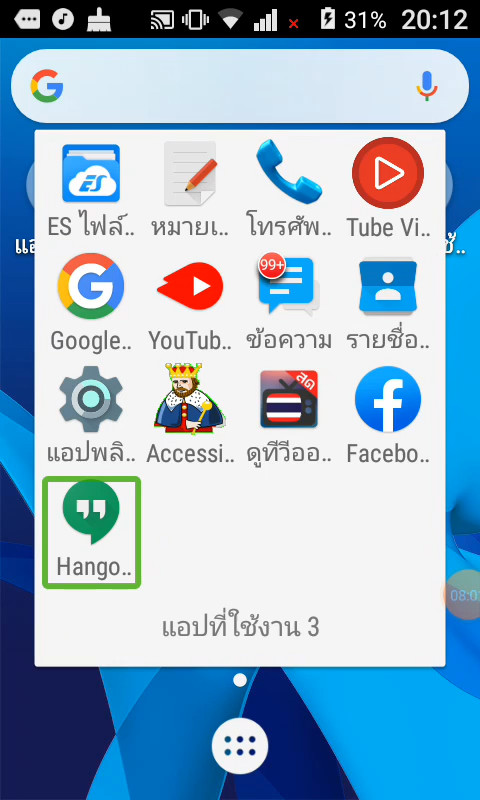 31% 20:12
ES ไฟล์.. หมายเ.. โทรศัพ.. Tube Vi..
Google.. YouTub.. 99+ ข้อความ รายชื่อ..
สด
แอปพลิ.. Accessi.. ดูทีวีออ.. Facebo..
Hango..
08:01
แอปที่ใช้งาน 3